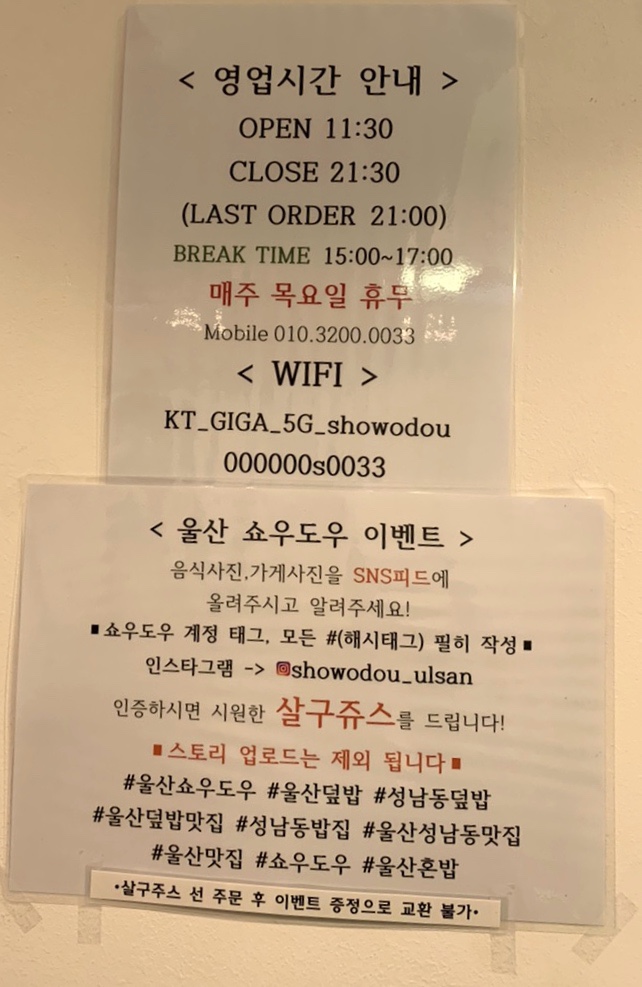 < 영업시간 안내 >
OPEN 11:30
CLOSE 21:30
(LAST ORDER 21:00)
BREAK TIME 15:00~17:00
매주 목요일 휴무
Mobile 010.3200.0033
< WIFI >
KT_GIGA_5G_showodou
000000s0033
< 울산 쇼우도우 이벤트 >
음식사진,가게사진을 SNS피드에
올려주시고 알려주세요!
▪쇼우도우 계정 태그, 모든 #(해시태그) 필히 작성▪
인스타그램 -> showodou_ulsan
인증하시면 시원한 살구쥬스를 드립니다!
▪스토리 업로드는 제외 됩니다▪
#울산쇼우도우 #울산덮밥 #성남동덮밥
#울산덮밥맛집 #성남동밥집 #울산성남동맛집
#울산맛집 #쇼우도우 #울산혼밥
•살구주스 선 주문 후 이벤트 증정으로 교환 불가•